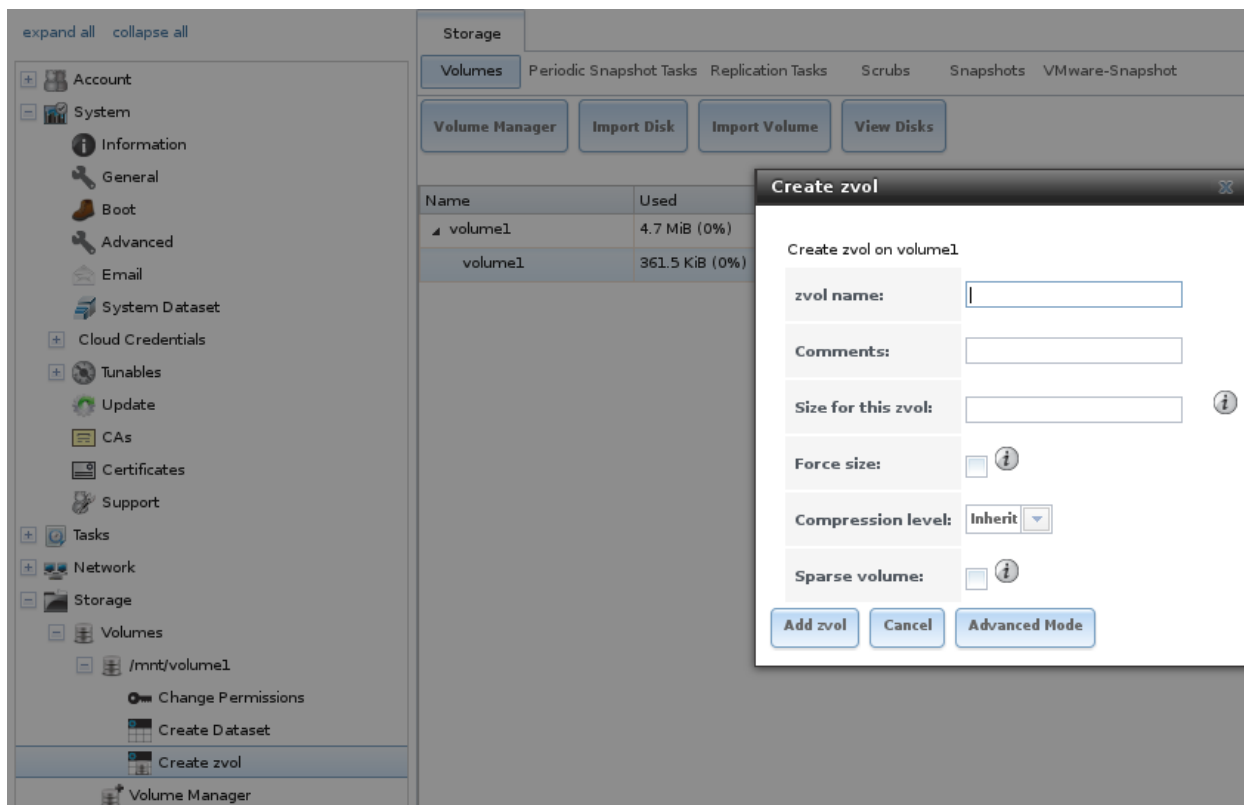 expand all collapse all
Account
System
Information
General
Boot
Advanced
Email
System Dataset
Cloud Credentials
Tunables
Update
CAs
Certificates
Support
Tasks
Network
Storage
Volumes
/mnt/volume1
Change Permissions
Create Dataset
Create zvol
Volume Manager
Storage
Volumes Periodic Snapshot Tasks Replication Tasks Scrubs Snapshots VMware-Snapshot
Volume Manager Import Disk Import Volume View Disks
Name Used
volume1 4.7 MiB (0%)
volume1 361.5 KiB (0%)
Create zvol
Create zvol on volume1
zvol name:
Comments:
Size for this zvol:
Force size:
Compression level: Inherit
Sparse volume:
Add zvol Cancel Advanced Mode